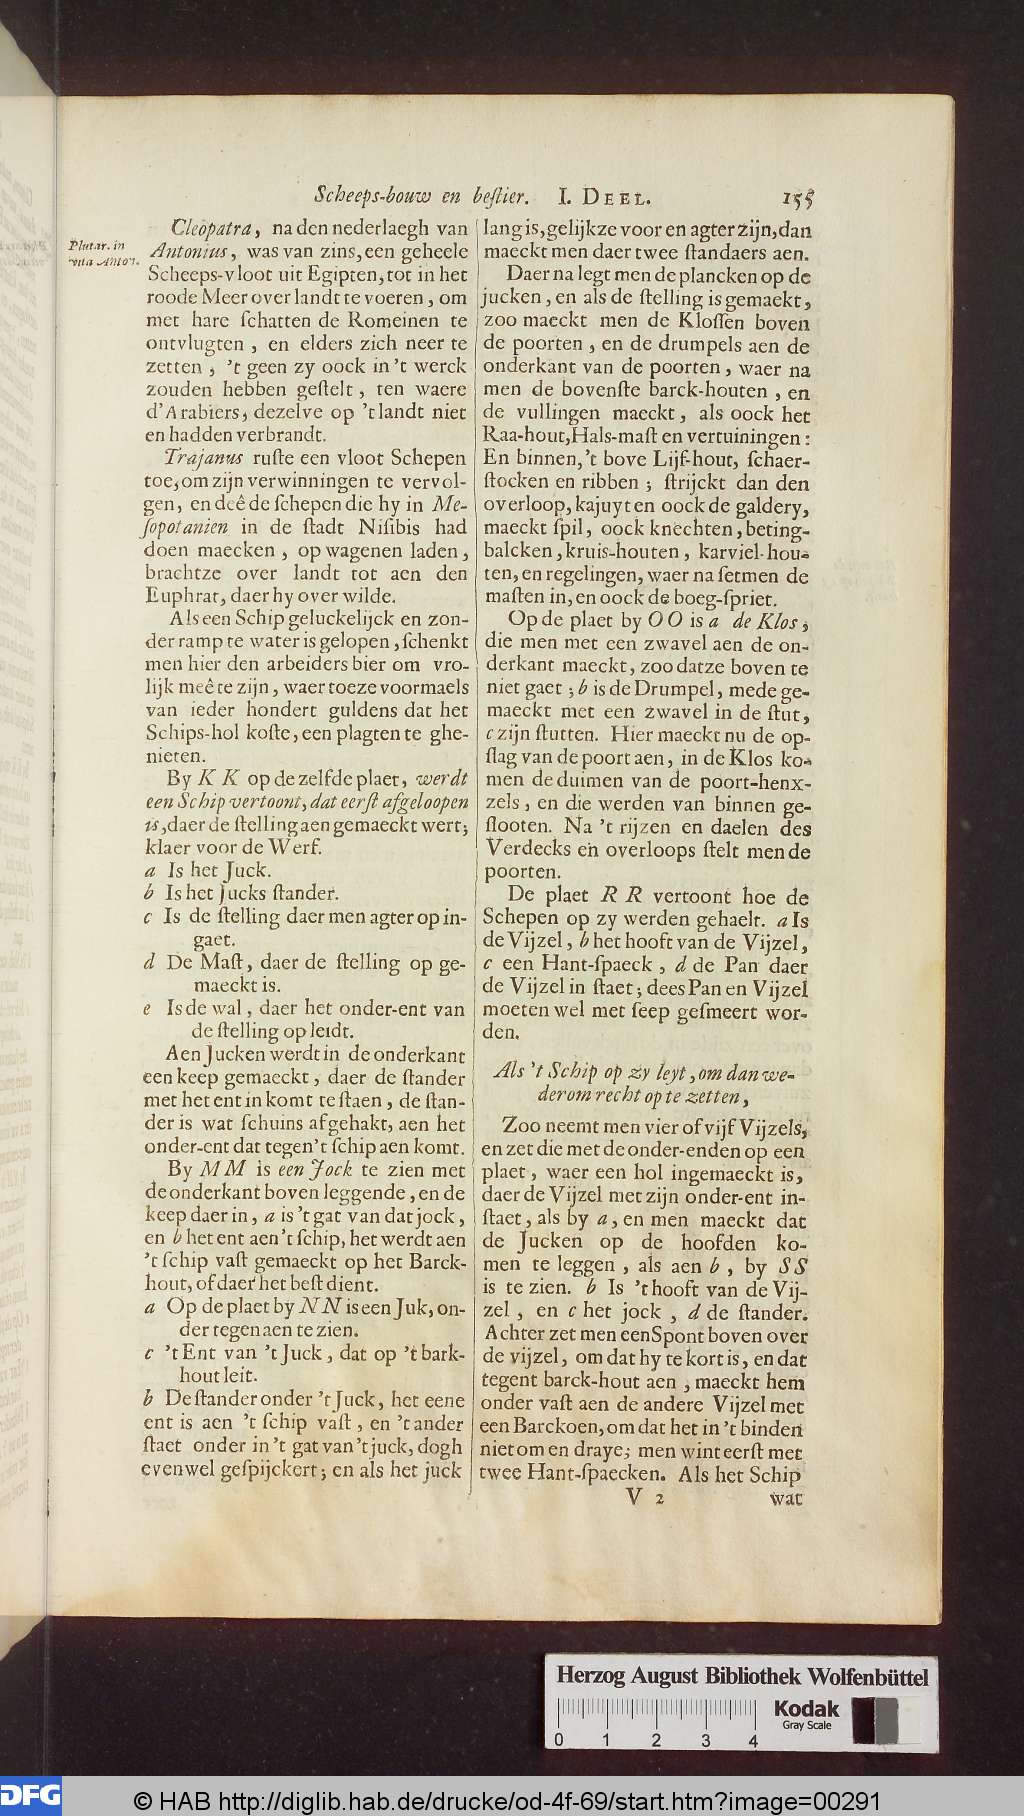 Scheeps-bouw en beſtier. I. DEEL. 155
Plutar. in
vita Anton.
Cleopatra, na den nederlaegh van
Antonius, was van zins, een geheele
Scheeps-vloot uit Egipten, tot in het
roode Meer over landt te voeren, om
met hare ſchatten de Romeinen te
ontvlugten, en elders zich neer te
zetten, 't geen zy oock in 't werck
zouden hebben geſtelt, ten waere
d'Arabiers, dezelve op 't landt niet
en hadden verbrandt.
Trajanus ruſte een vloot Schepen
toe, om zijn verwinningen te vervol-
gen, en deê de ſchepen die hy in Me-
ſopotanien in de ſtadt Niſibis had
doen maecken, op wagenen laden,
brachtze over landt tot aen den
Euphrat, daer hy over wilde.
Als een Schip geluckelijck en zon-
der ramp te water is gelopen, ſchenkt
men hier den arbeiders bier om vro-
lijk meê te zijn, waer toeze voormaels
van ieder hondert guldens dat het
Schips-hol koſte, een plagten te ghe-
nieten.
By K K op de zelfde plaet, werdt
een Schip vertoont, dat eerſt afgeloopen
is, daer de ſtelling aen gemaeckt wert;
klaer voor de Werf.
a Is het Juck.
b Is het Jucks ſtander.
c Is de ſtelling daer men agter op in-
gaet.
d De Maſt, daer de ſtelling op ge-
maeckt is.
e Is de wal, daer het onder-ent van
de ſtelling op leidt.
Aen Jucken werdt in de onderkant
een keep gemaeckt, daer de ſtander
met het ent in komt te ſtaen, de ſtan-
der is wat ſchuins afgehakt, aen het
onder-ent dat tegen 't ſchip aen komt.
By MM is een Jock te zien met
de onderkant boven leggende, en de
keep daer in, a is 't gat van dat jock,
en b het ent aen 't ſchip, het werdt aen
't ſchip vaſt gemaeckt op het Barck-
hout, of daer het beſt dient.
a Op de plaet by NN is een Juk, on-
der tegen aen te zien.
c 't Ent van 't Juck, dat op 't bark-
hout leit.
b De ſtander onder 't Juck, het eene
ent is aen 't ſchip vaſt, en 't ander
ſtaet onder in 't gat van 't juck, dogh
evenwel geſpijckert; en als het juck
lang is, gelijkze voor en agter zijn, dan
maeckt men daer twee ſtandaers aen.
Daer na legt men de plancken op de
jucken, en als de ſtelling is gemaekt,
zoo maeckt men de Kloſſen boven
de poorten, en de drumpels aen de
onderkant van de poorten, waer na
men de bovenſte barck-houten, en
de vullingen maeckt, als oock het
Raa-hout, Hals-maſt en vertuiningen:
En binnen, 't bove Lijf-hout, ſchaer-
ſtocken en ribben; ſtrijckt dan den
overloop, kajuyt en oock de galdery,
maeckt ſpil, oock knechten, beting-
balcken, kruis-houten, karviel-hou-
ten, en regelingen, waer na ſetmen de
maſten in, en oock de boeg-ſpriet.
Op de plaet by OO is a de Klos,
die men met een zwavel aen de on-
derkant maeckt, zoo datze boven te
niet gaet; b is de Drumpel, mede ge-
maeckt met een zwavel in de ſtut,
c zijn ſtutten. Hier maeckt nu de op-
ſlag van de poort aen, in de Klos ko-
men de duimen van de poort-henx-
zels, en die werden van binnen ge-
ſlooten. Na 't rijzen en daelen des
Verdecks en overloops ſtelt men de
poorten.
De plaet R R vertoont hoe de
Schepen op zy werden gehaelt. a Is
de Vijzel, b het hooft van de Vijzel,
c een Hant-ſpaeck, d de Pan daer
de Vijzel in ſtaet; dees Pan en Vijzel
moeten wel met ſeep geſmeert wor-
den.
Als 't Schip op zy leyt, om dan we-
derom recht op te zetten,
Zoo neemt men vier of vijf Vijzels,
en zet die met de onder-enden op een
plaet, waer een hol ingemaeckt is,
daer de Vijzel met zijn onder-ent in-
ſtaet, als by a, en men maeckt dat
de Jucken op de hoofden ko-
men te leggen, als aen b, by SS
is te zien. b Is 't hooft van de Vij-
zel, en c het jock, d de ſtander.
Achter zet men een Spont boven over
de vijzel, om dat hy te kort is, en dat
tegent barck-hout aen, maeckt hem
onder vaſt aen de andere Vijzel met
een Barckoen, om dat het in 't binden
niet om en draye; men wint eerſt met
twee Hant-ſpaecken. Als het Schip
V 2 wat
Herzog August Bibliothek Wolfenbüttel
Kodak
Gray Scale
0 1 2 3 4
DFG
© HAB http://diglib.hab.de/drucke/od-4f-69/start.htm?image=00291